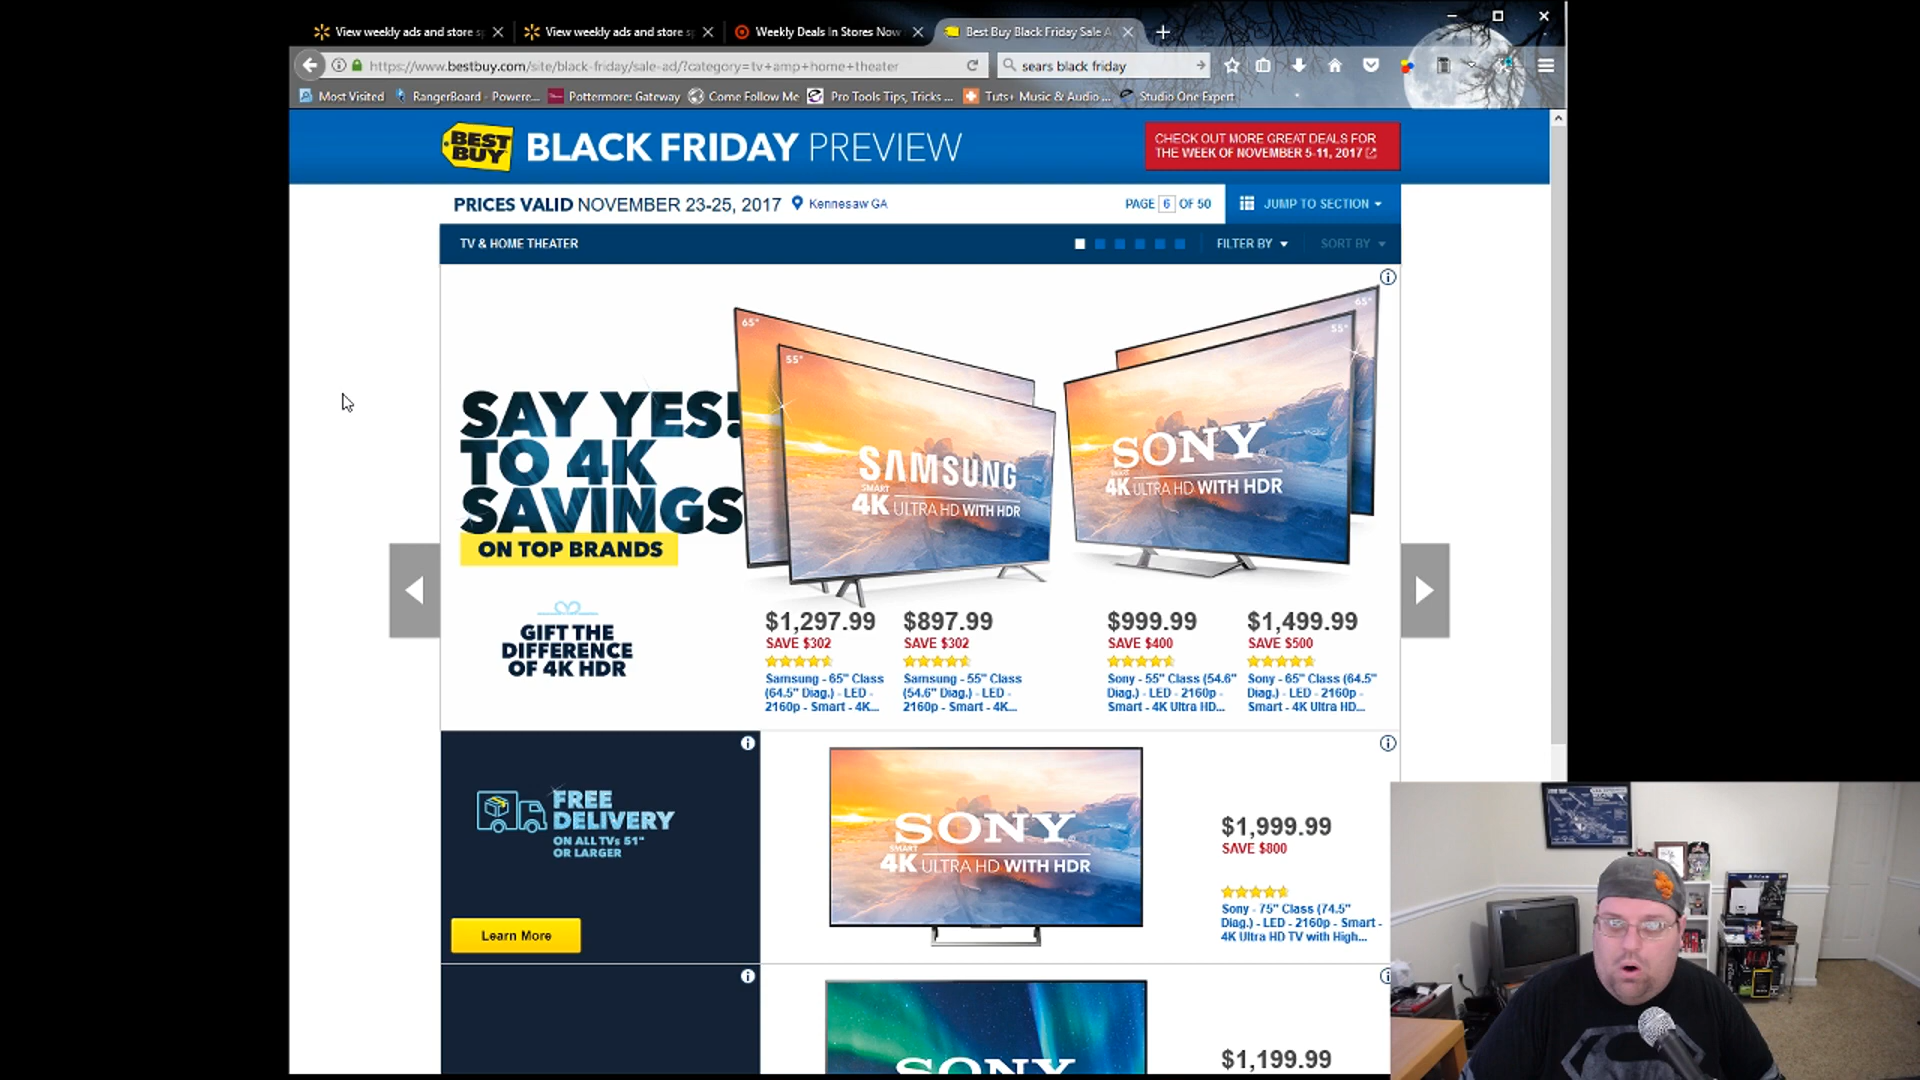 View weekly ads and store s
View weekly ads and store s
Weekly Deals In Stores Now
Best Buy Black Friday Sale A
https://www.bestbuy.com/site/black-friday/sale-ad/?category=tv+amp+home+theater
sears black friday
Most Visited
RangerBoard - Powere...
Pottermore: Gateway
Come Follow Me
Pro Tools Tips, Tricks ...
Tuts+ Music & Audio ...
Studio One Expert
BEST BUY
BLACK FRIDAY PREVIEW
CHECK OUT MORE GREAT DEALS FOR
THE WEEK OF NOVEMBER 5-11, 2017
PRICES VALID NOVEMBER 23-25, 2017
Kennesaw GA
PAGE 6 OF 50
JUMP TO SECTION
TV & HOME THEATER
FILTER BY
SORT BY
65"
55"
65"
55"
SAY YES!
TO 4K
SAVINGS
ON TOP BRANDS
SAMSUNG
SMART
4K ULTRA HD WITH HDR
SONY
SMART
4K ULTRA HD WITH HDR
GIFT THE
DIFFERENCE
OF 4K HDR
$1,297.99
SAVE $302
Samsung - 65" Class
(64.5" Diag.) - LED -
2160p - Smart - 4K...
$897.99
SAVE $302
Samsung - 55" Class
(54.6" Diag.) - LED -
2160p - Smart - 4K...
$999.99
SAVE $400
Sony - 55" Class (54.6"
Diag.) - LED - 2160p -
Smart - 4K Ultra HD...
$1,499.99
SAVE $500
Sony - 65" Class (64.5"
Diag.) - LED - 2160p -
Smart - 4K Ultra HD...
FREE
DELIVERY
ON ALL TVs 51"
OR LARGER
Learn More
SONY
SMART
4K ULTRA HD WITH HDR
$1,999.99
SAVE $800
Sony - 75" Class (74.5"
Diag.) - LED - 2160p - Smart -
4K Ultra HD TV with High...
SONY
$1,199.99